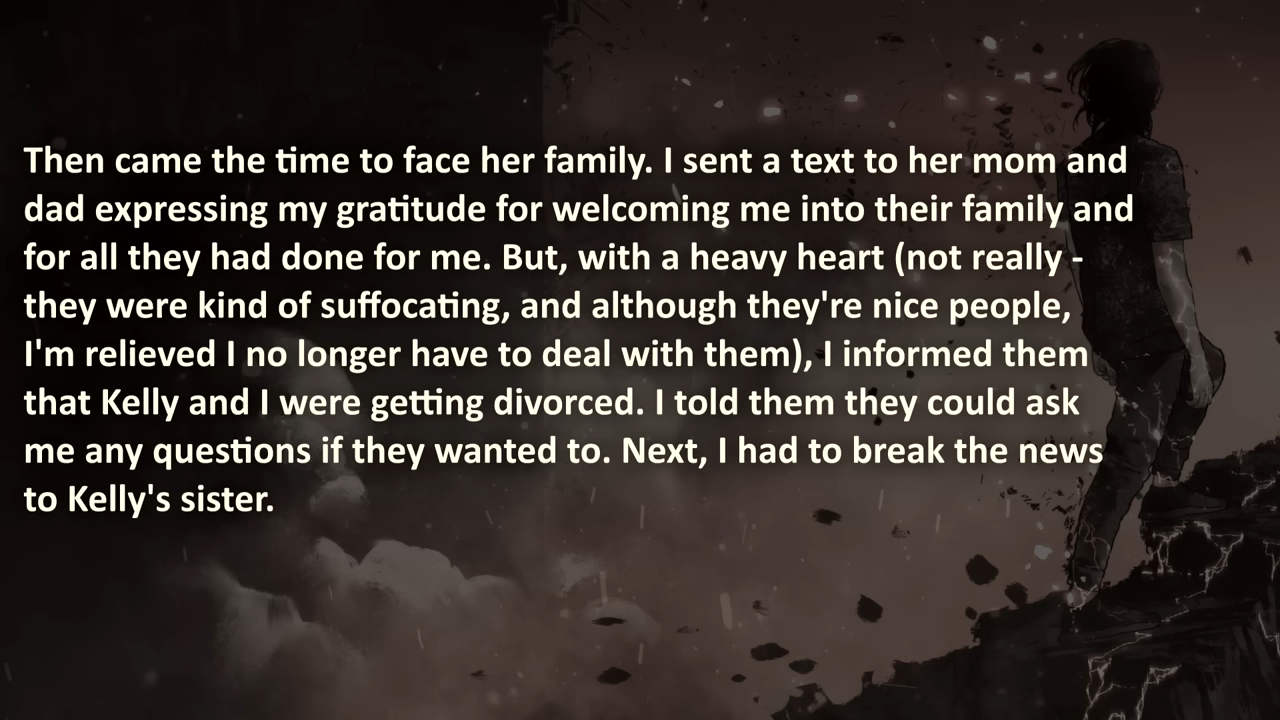 Then came the time to face her family. I sent a text to her mom and
dad expressing my gratitude for welcoming me into their family and
for all they had done for me. But, with a heavy heart (not really -
they were kind of suffocating, and although they're nice people,
I'm relieved I no longer have to deal with them), I informed them
that Kelly and I were getting divorced. I told them they could ask
me any questions if they wanted to. Next, I had to break the news
to Kelly's sister.